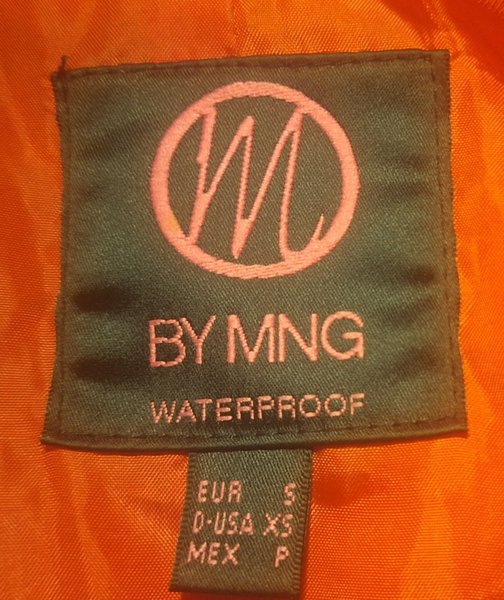 M
BY MNG
WATERPROOF
EUR S
D-USA XS
MEX P